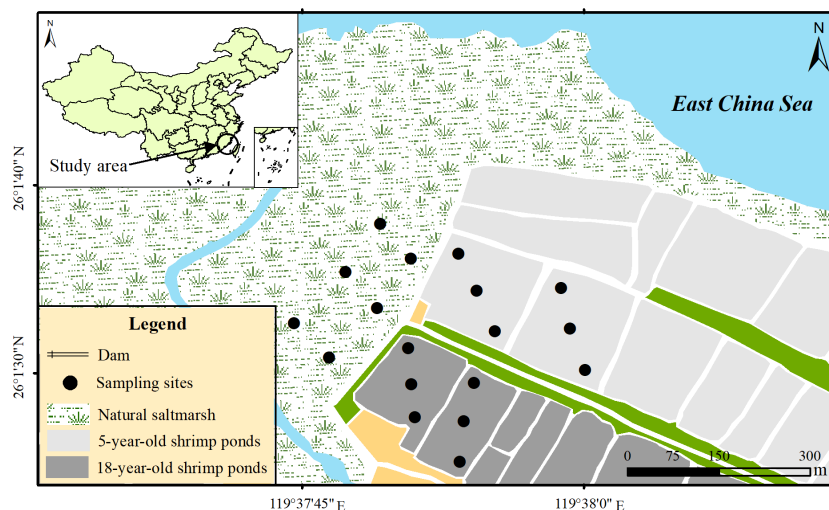 N
N
East China Sea
Study area
26°1'40" N
26°1'30" N
Legend
Dam
Sampling sites
Natural saltmarsh
5-year-old shrimp ponds
18-year-old shrimp ponds
0 75 150 300
m
119°37'45" E
119°38'0" E